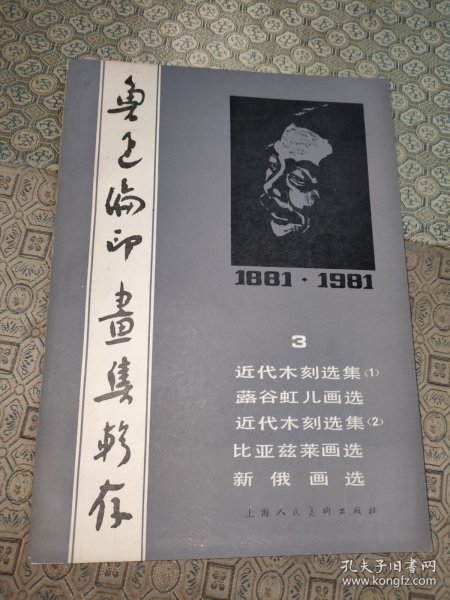 鲁迅编印画集辑存
1881·1981
3
近代木刻选集(1)
蕗谷虹儿画选
近代木刻选集(2)
比亚兹莱画选
新俄画选
上海人民美術出版社
孔夫子旧书网
www.kongfz.com